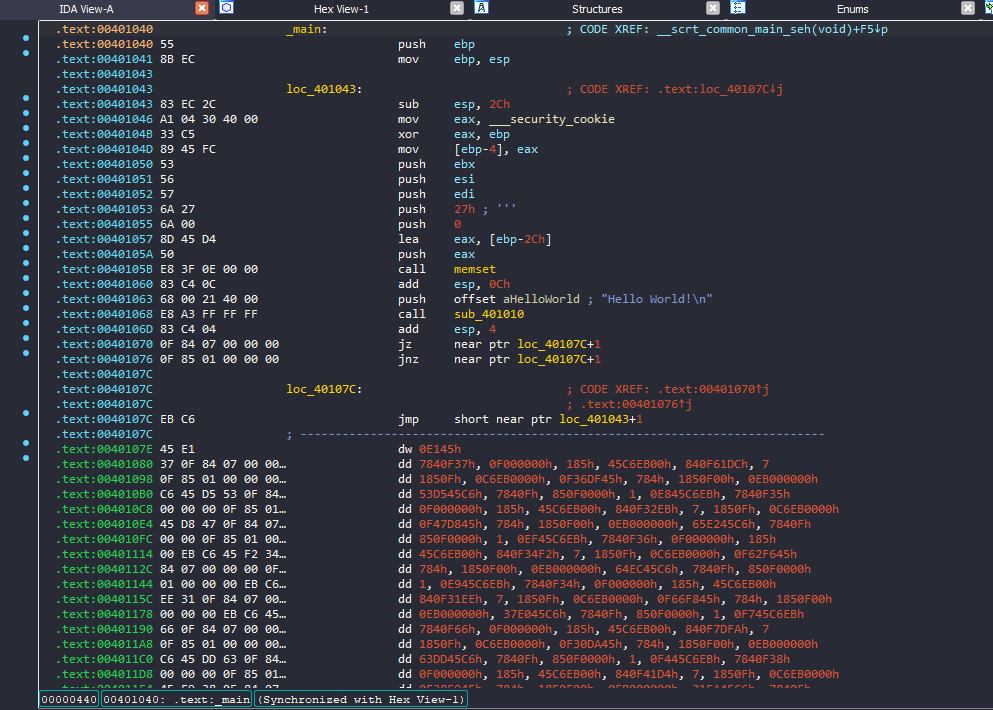 IDA View-A Hex View-1 Structures Enums
.text:00401040 _main: ; CODE XREF: __scrt_common_main_seh(void)+F5↓p
.text:00401040 55 push ebp
.text:00401041 8B EC mov ebp, esp
.text:00401043
.text:00401043 loc_401043: ; CODE XREF: .text:loc_40107C↓j
.text:00401043 83 EC 2C sub esp, 2Ch
.text:00401046 A1 04 30 40 00 mov eax, ___security_cookie
.text:0040104B 33 C5 xor eax, ebp
.text:0040104D 89 45 FC mov [ebp-4], eax
.text:00401050 53 push ebx
.text:00401051 56 push esi
.text:00401052 57 push edi
.text:00401053 6A 27 push 27h ; '''
.text:00401055 6A 00 push 0
.text:00401057 8D 45 D4 lea eax, [ebp-2Ch]
.text:0040105A 50 push eax
.text:0040105B E8 3F 0E 00 00 call memset
.text:00401060 83 C4 0C add esp, 0Ch
.text:00401063 68 00 21 40 00 push offset aHelloWorld ; "Hello World!\n"
.text:00401068 E8 A3 FF FF FF call sub_401010
.text:0040106D 83 C4 04 add esp, 4
.text:00401070 0F 84 07 00 00 00 jz near ptr loc_40107C+1
.text:00401076 0F 85 01 00 00 00 jnz near ptr loc_40107C+1
.text:0040107C
.text:0040107C loc_40107C: ; CODE XREF: .text:00401070↑j
.text:0040107C ; .text:00401076↑j
.text:0040107C EB C6 jmp short near ptr loc_401043+1
.text:0040107C ; ---------------------------------------------------------------------------
.text:0040107E 45 E1 dw 0E145h
.text:00401080 37 0F 84 07 00 00… dd 7840F37h, 0F000000h, 185h, 45C6EB00h, 840F61DCh, 7
.text:00401098 0F 85 01 00 00 00… dd 1850Fh, 0C6EB0000h, 0F36DF45h, 784h, 1850F00h, 0EB000000h
.text:004010B0 C6 45 D5 53 0F 84… dd 53D545C6h, 7840Fh, 850F0000h, 1, 0E845C6EBh, 7840F35h
.text:004010C8 00 00 00 0F 85 01… dd 0F000000h, 185h, 45C6EB00h, 840F32EBh, 7, 1850Fh, 0C6EB0000h
.text:004010E4 45 D8 47 0F 84 07… dd 0F47D845h, 784h, 1850F00h, 0EB000000h, 65E245C6h, 7840Fh
.text:004010FC 00 00 0F 85 01 00… dd 850F0000h, 1, 0EF45C6EBh, 7840F36h, 0F000000h, 185h
.text:00401114 00 EB C6 45 F2 34… dd 45C6EB00h, 840F34F2h, 7, 1850Fh, 0C6EB0000h, 0F62F645h
.text:0040112C 84 07 00 00 00 0F… dd 784h, 1850F00h, 0EB000000h, 64EC45C6h, 7840Fh, 850F0000h
.text:00401144 01 00 00 00 EB C6… dd 1, 0E945C6EBh, 7840F34h, 0F000000h, 185h, 45C6EB00h
.text:0040115C EE 31 0F 84 07 00… dd 840F31EEh, 7, 1850Fh, 0C6EB0000h, 0F66F845h, 784h, 1850F00h
.text:00401178 00 00 00 EB C6 45… dd 0EB000000h, 37E045C6h, 7840Fh, 850F0000h, 1, 0F745C6EBh
.text:00401190 66 0F 84 07 00 00… dd 7840F66h, 0F000000h, 185h, 45C6EB00h, 840F7DFAh, 7
.text:004011A8 0F 85 01 00 00 00… dd 1850Fh, 0C6EB0000h, 0F30DA45h, 784h, 1850F00h, 0EB000000h
.text:004011C0 C6 45 DD 63 0F 84… dd 63DD45C6h, 7840Fh, 850F0000h, 1, 0F445C6EBh, 7840F38h
.text:004011D8 00 00 00 0F 85 01… dd 0F000000h, 185h, 45C6EB00h, 840F41D4h, 7, 1850Fh, 0C6EB0000h
00000440 00401040: .text:_main (Synchronized with Hex View-1)